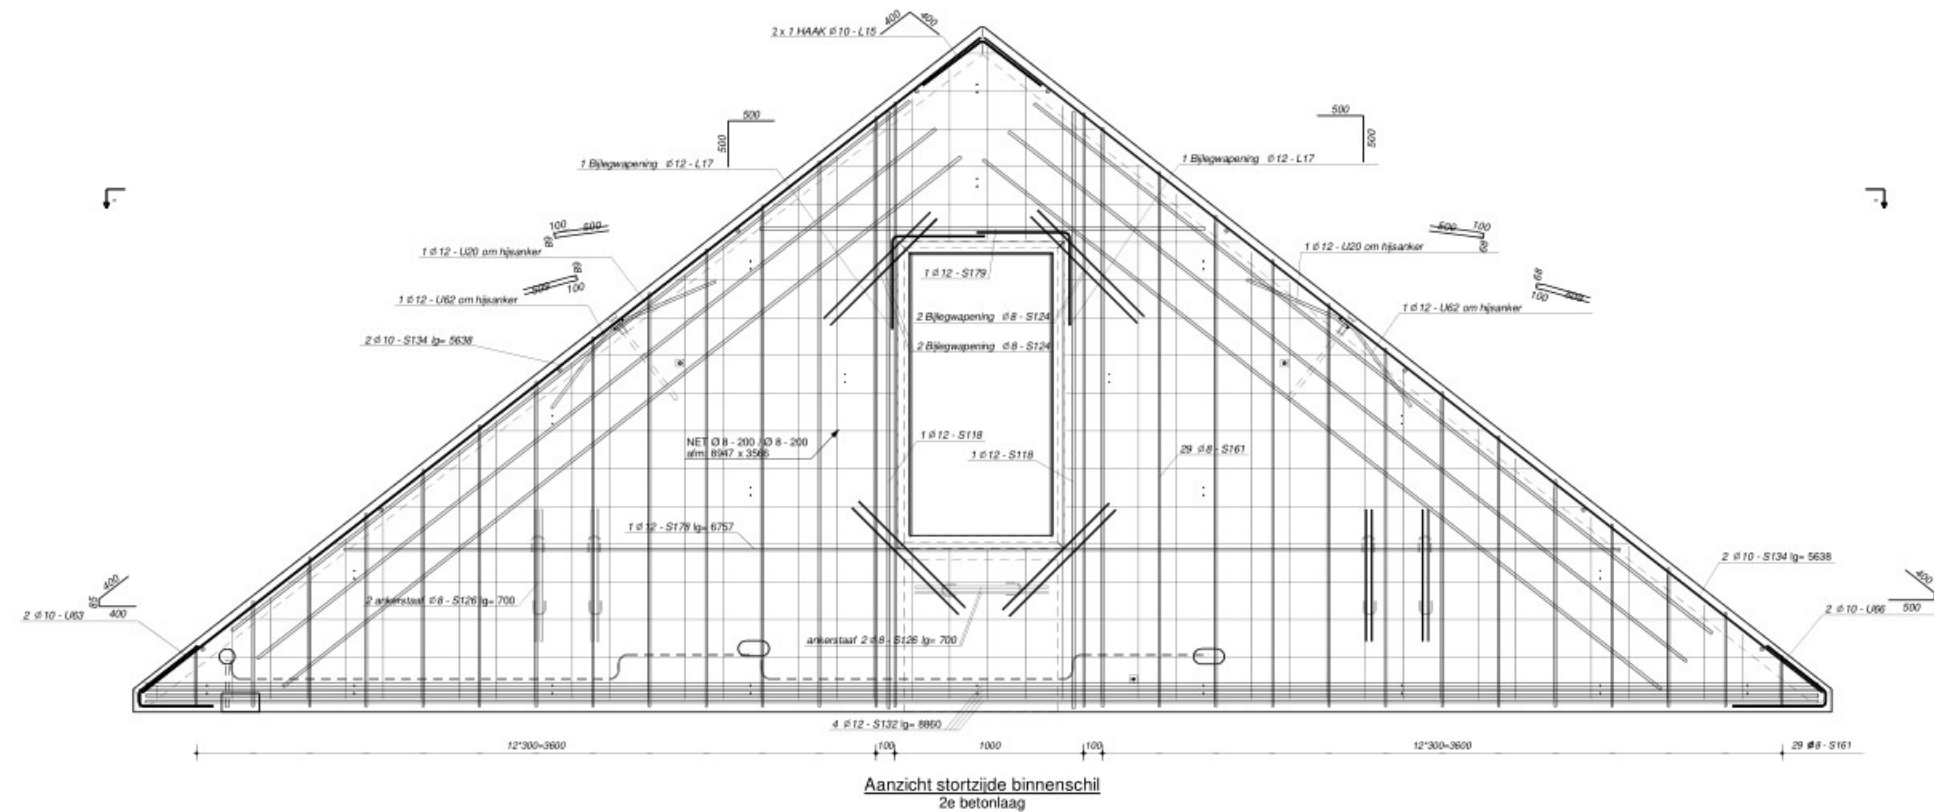 400 400
2 x 1 HAAK Ø10 - L15
500
500
500
500
1 Bijlegwapening Ø12 - L17
1 Bijlegwapening Ø12 - L17
100 500
89
1 Ø12 - U20 om hijsanker
500 100
68
1 Ø12 - U20 om hijsanker
89
500 100
1 Ø12 - U62 om hijsanker
68
100 500
1 Ø12 - U62 om hijsanker
1 Ø12 - S179
2 Bijlegwapening Ø8 - S124
2 Bijlegwapening Ø8 - S124
2 Ø10 - S134 lg= 5638
NET Ø 8 - 200 / Ø 8 - 200
afm: 8947 x 3566
1 Ø12 - S118
1 Ø12 - S118
29 Ø8 - S161
1 Ø12 - S178 lg= 6757
2 Ø10 - S134 lg= 5638
400
85
400
2 Ø10 - U63
2 ankerstaaf Ø8 - S126 lg= 700
400
500
2 Ø10 - U66
ankerstaaf 2 Ø8 - S126 lg= 700
4 Ø12 - S132 lg= 8860
12*300=3600 100 1000 100 12*300=3600 29 Ø8 - S161
Aanzicht stortzijde binnenschil
2e betonlaag